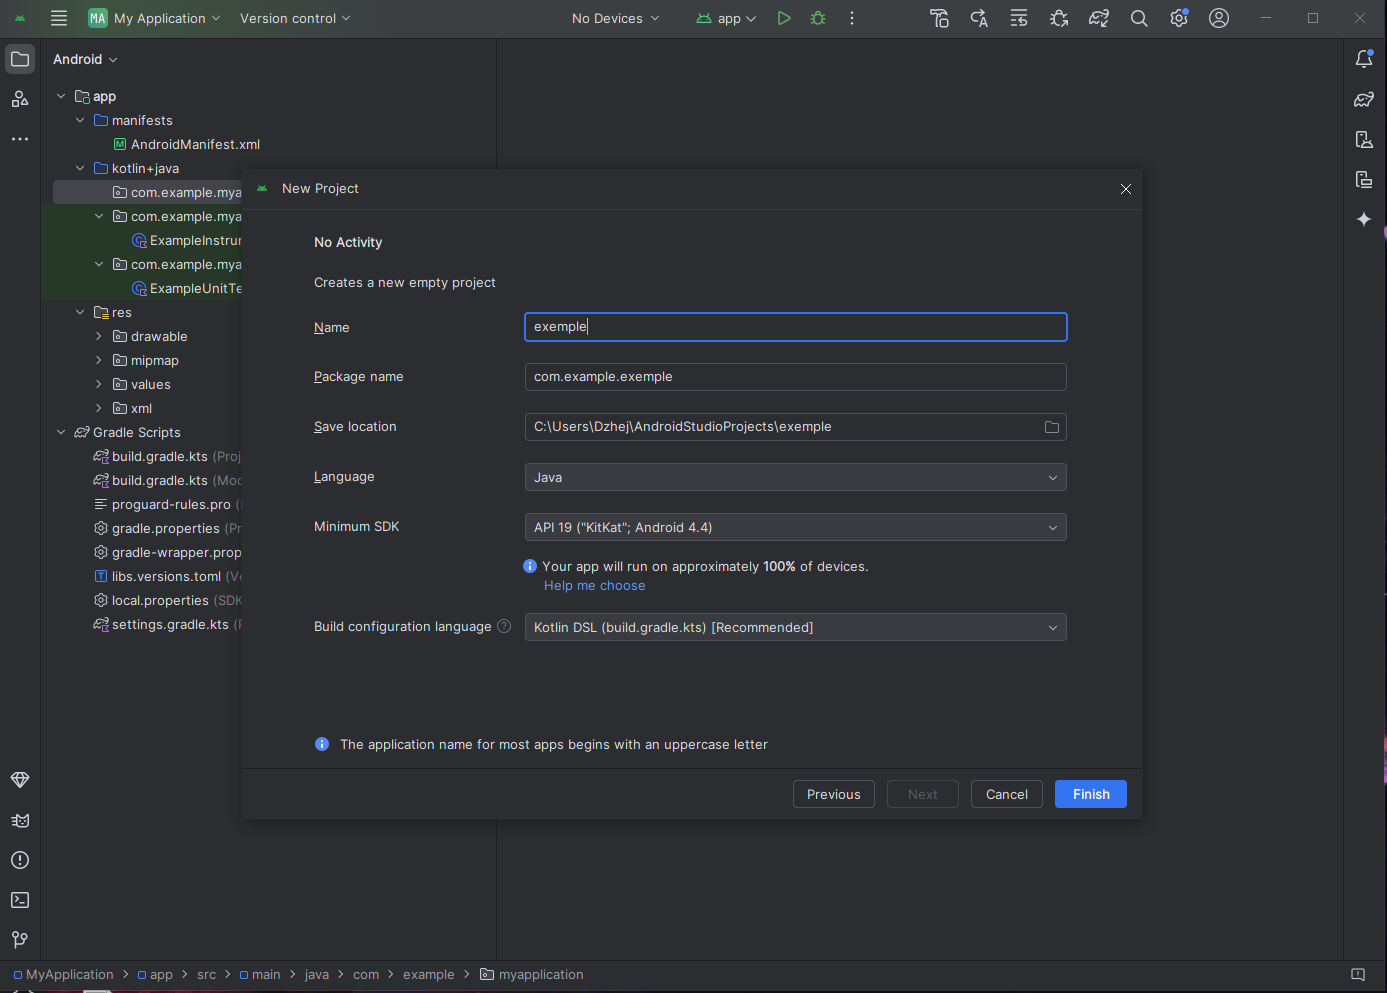 MA My Application Version control No Devices app
Android
app
manifests
M AndroidManifest.xml
kotlin+java
com.example.mya
com.example.mya
ExampleInstrur
com.example.mya
ExampleUnitTe
res
drawable
mipmap
values
xml
Gradle Scripts
build.gradle.kts (Proj
build.gradle.kts (Moc
proguard-rules.pro (
gradle.properties (Pr
gradle-wrapper.prop
T libs.versions.toml (Ve
local.properties (SDK
settings.gradle.kts (P
New Project
No Activity
Creates a new empty project
Name exemple
Package name com.example.exemple
Save location C:\Users\Dzhej\AndroidStudioProjects\exemple
Language Java
Minimum SDK API 19 ("KitKat"; Android 4.4)
Your app will run on approximately 100% of devices.
Help me choose
Build configuration language ? Kotlin DSL (build.gradle.kts) [Recommended]
The application name for most apps begins with an uppercase letter
Previous Next Cancel Finish
MyApplication > app > src > main > java > com > example > myapplication